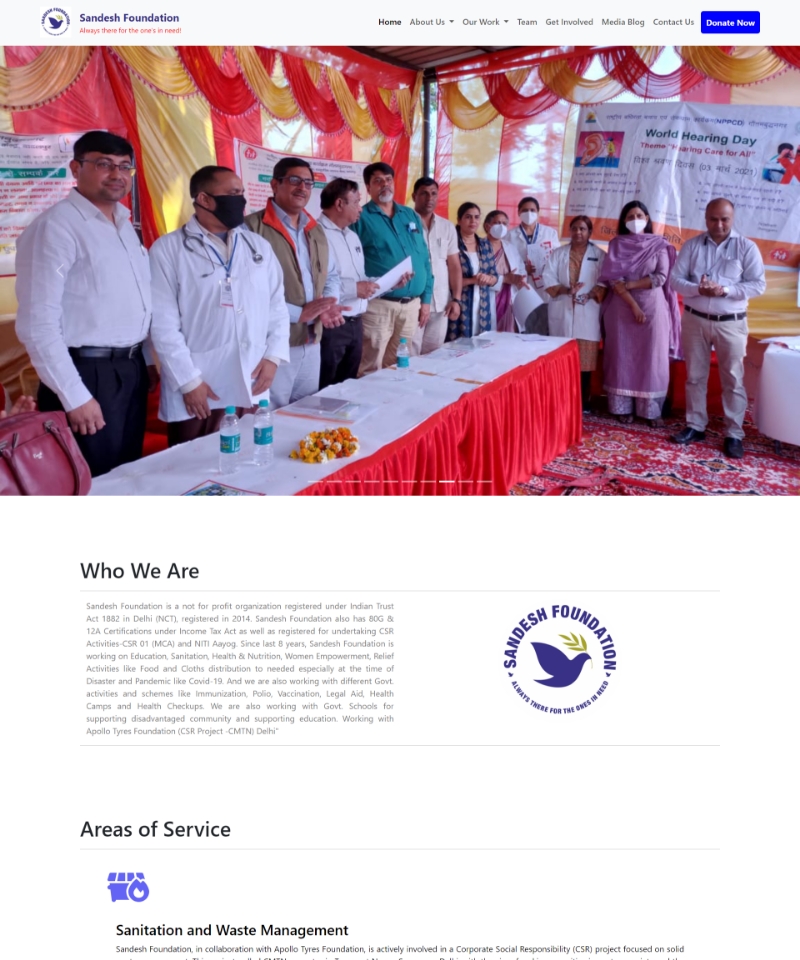 SANDESH FOUNDATION
Sandesh Foundation
Always there for the one's in need!
Home About Us Our Work Team Get Involved Media Blog Contact Us Donate Now
(NPPCD)
World Hearing Day
Theme "Hearing Care for All"
विश्व श्रवण दिवस (03 मार्च 2021)
Who We Are
Sandesh Foundation is a not for profit organization registered under Indian Trust
Act 1882 in Delhi (NCT), registered in 2014. Sandesh Foundation also has 80G &
12A Certifications under Income Tax Act as well as registered for undertaking CSR
Activities-CSR 01 (MCA) and NITI Aayog. Since last 8 years, Sandesh Foundation is
working on Education, Sanitation, Health & Nutrition, Women Empowerment, Relief
Activities like Food and Cloths distribution to needed especially at the time of
Disaster and Pandemic like Covid-19. And we are also working with different Govt.
activities and schemes like Immunization, Polio, Vaccination, Legal Aid, Health
Camps and Health Checkups. We are also working with Govt. Schools for
supporting disadvantaged community and supporting education. Working with
Apollo Tyres Foundation (CSR Project -CMTN) Delhi"
SANDESH FOUNDATION
ALWAYS THERE FOR THE ONES IN NEED
Areas of Service
Sanitation and Waste Management
Sandesh Foundation, in collaboration with Apollo Tyres Foundation, is actively involved in a Corporate Social Responsibility (CSR) project focused on solid